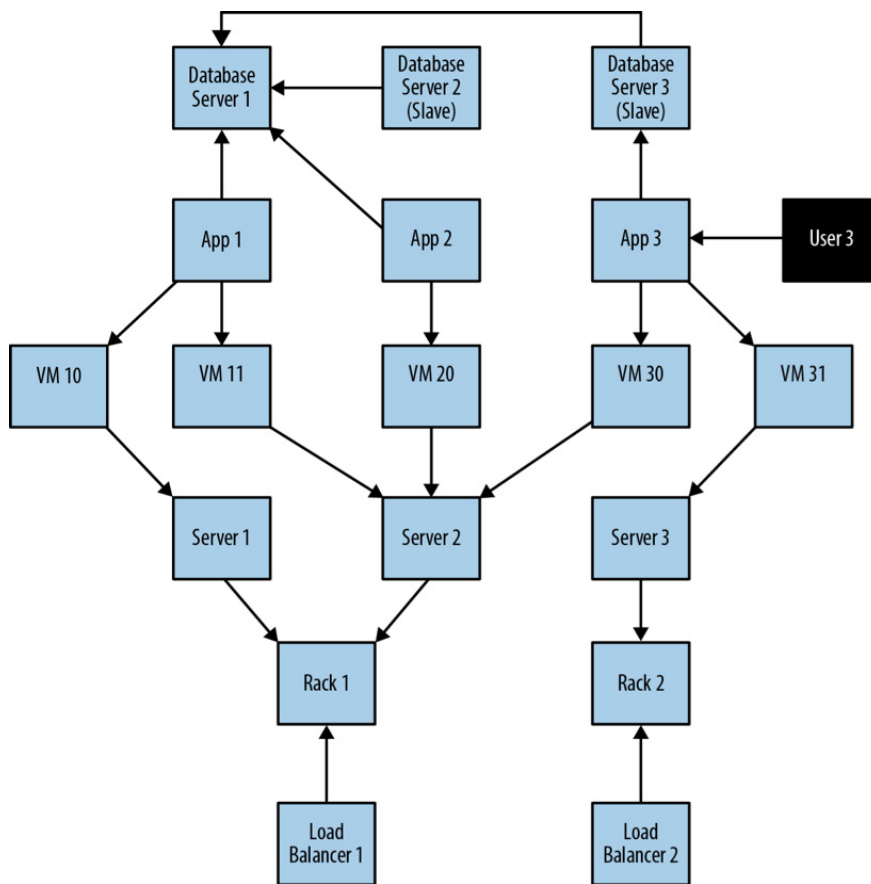 Database
Server 1
Database
Server 2
(Slave)
Database
Server 3
(Slave)
App 1
App 2
App 3
User 3
VM 10
VM 11
VM 20
VM 30
VM 31
Server 1
Server 2
Server 3
Rack 1
Rack 2
Load
Balancer 1
Load
Balancer 2